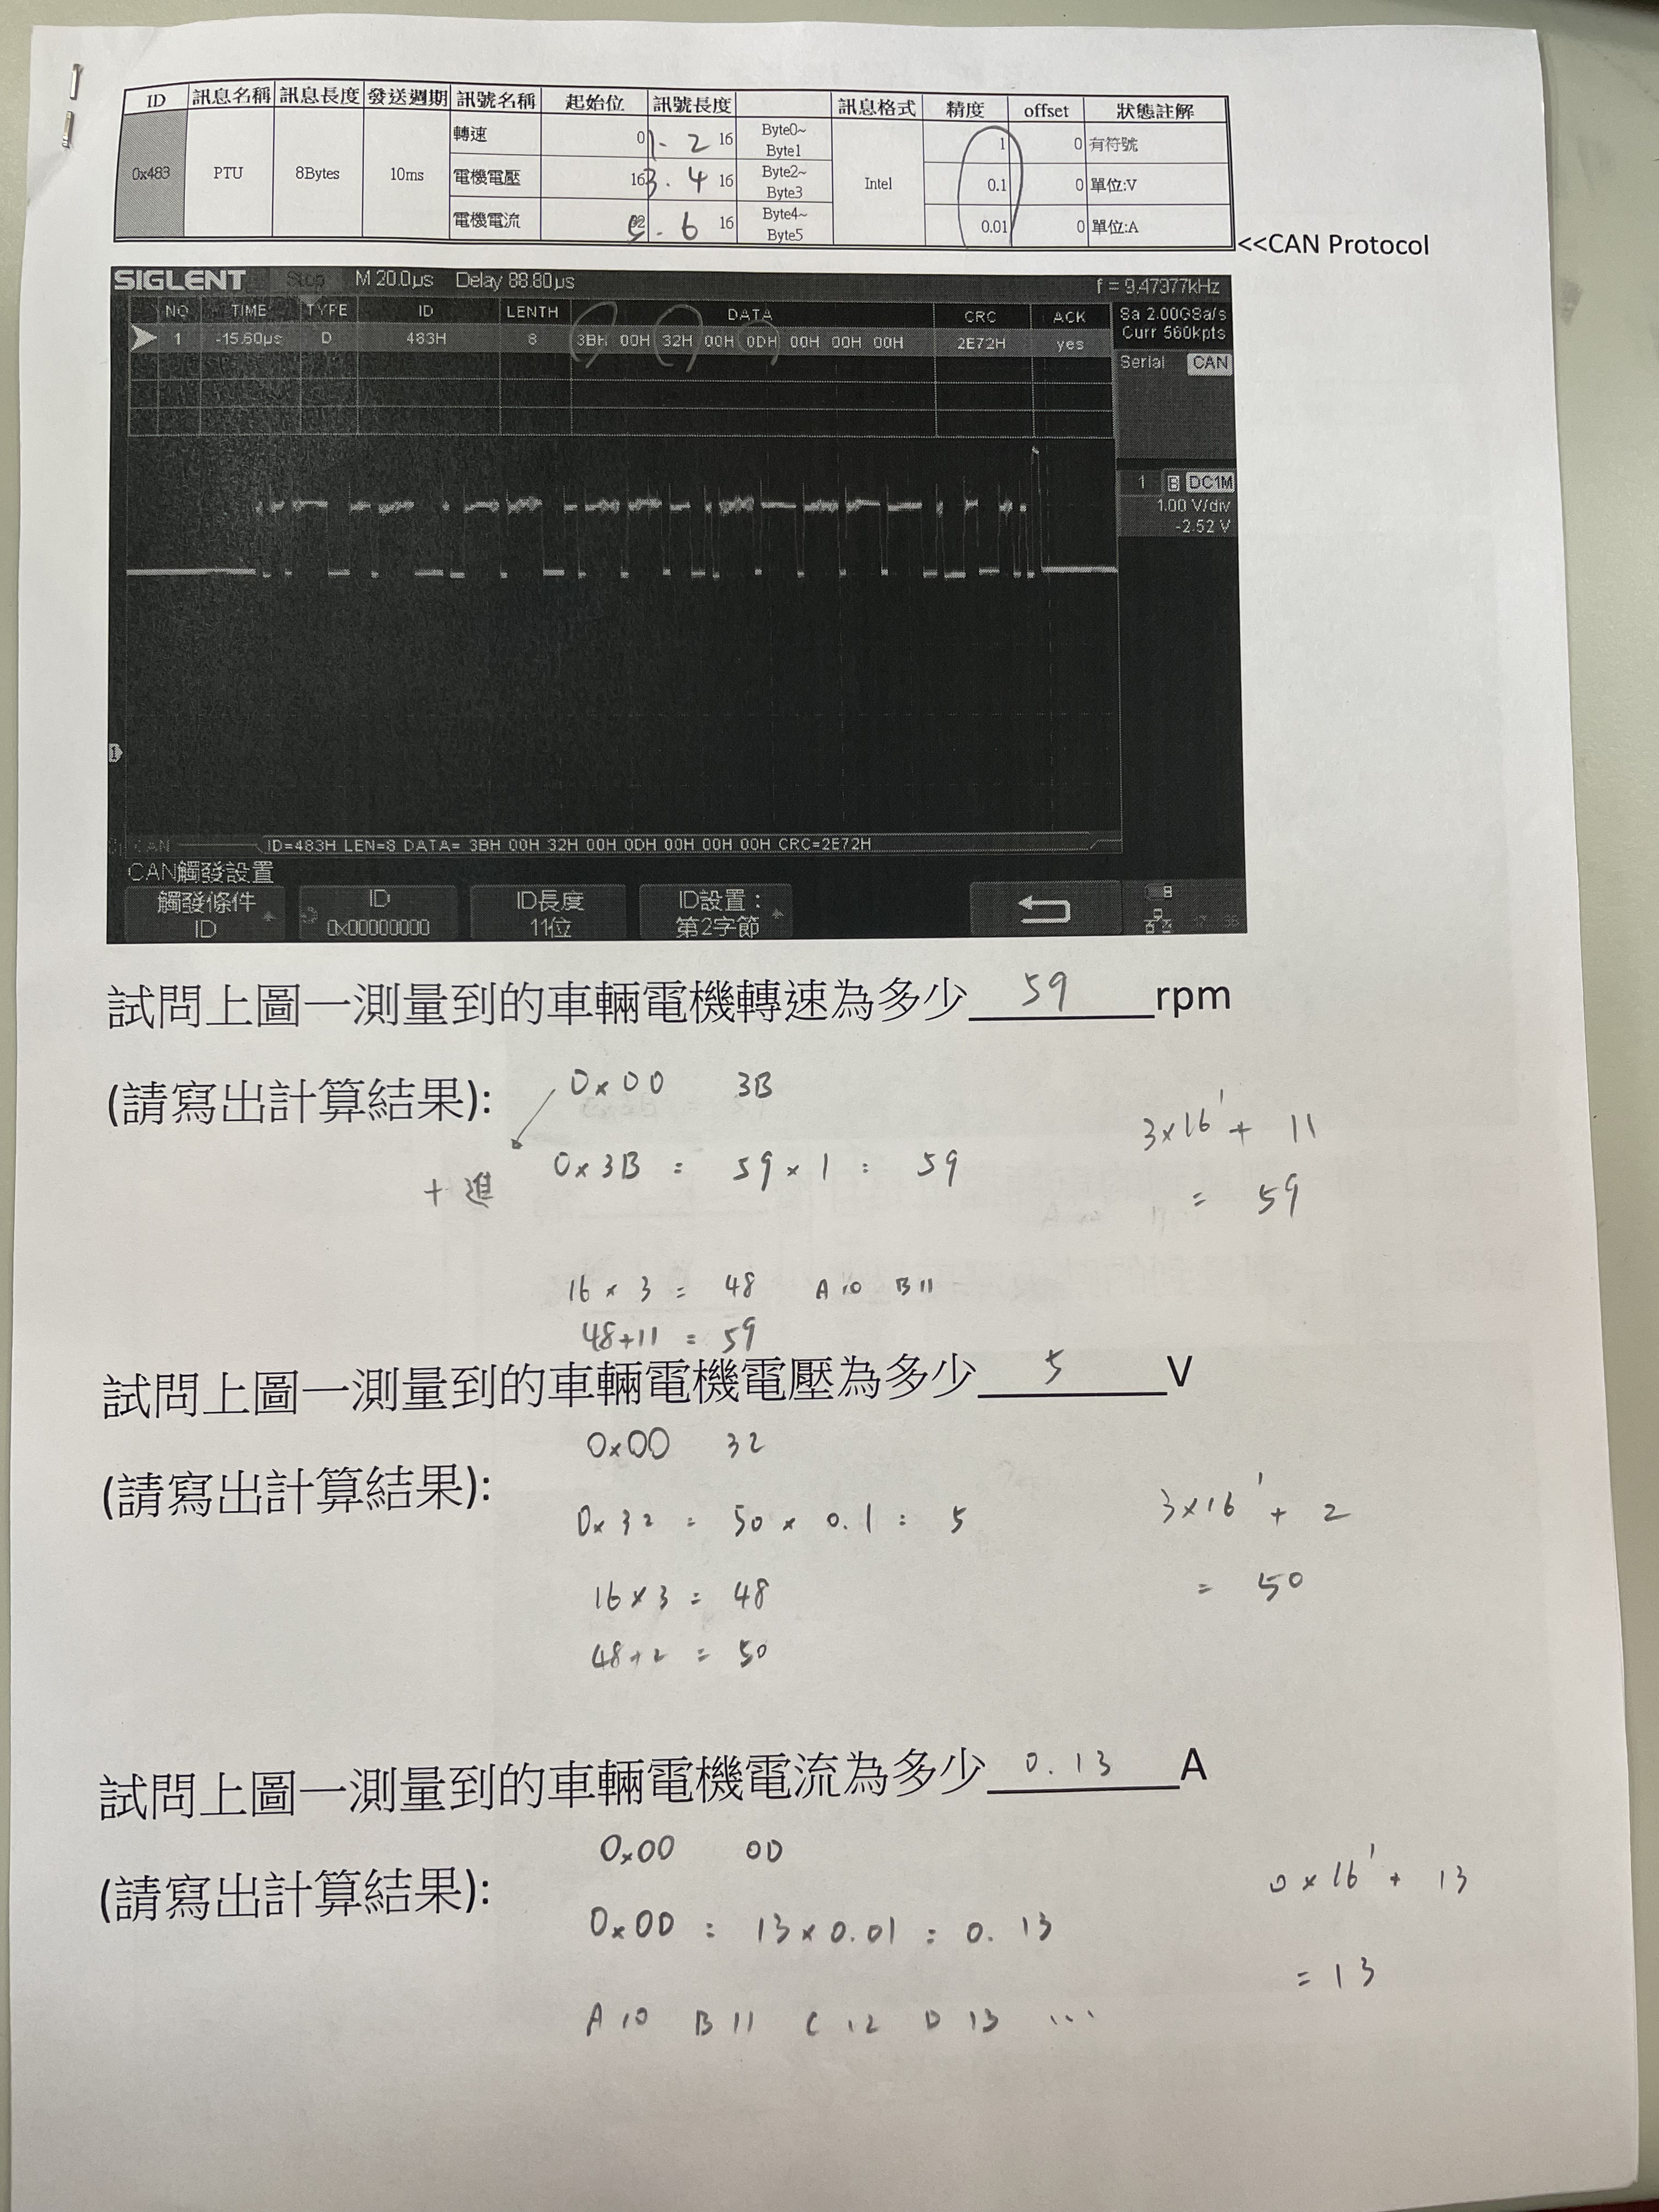 ID 訊息名稱 訊息長度 發送週期 訊號名稱 起始位 訊號長度 訊息格式 精度 offset 狀態註解
0x483 PTU 8Bytes 10ms 轉速 0 1. 2 16 Byte0~ Byte1 Intel 1 0 有符號
電機電壓 16 3. 4 16 Byte2~ Byte3 0.1 0 單位:V
電機電流 . 6 16 Byte4~ Byte5 0.01 0 單位:A
<<CAN Protocol
SIGLENT Stop M 20.0μs Delay 88.80μs f = 9.47377kHz
NO TIME TYPE ID LENTH DATA CRC ACK
1 -15.60μs D 483H 8 3BH 00H 32H 00H 0DH 00H 00H 00H 2E72H yes
Sa 2.00GSa/s
Curr 560kpts
Serial CAN
1 B DC1M
1.00 V/div
-2.52 V
1
CAN ID=483H LEN=8 DATA= 3BH 00H 32H 00H 0DH 00H 00H 00H CRC=2E72H
CAN觸發設置
觸發條件 ID ID長度 ID設置：
ID 0x00000000 11位 第2字節
試問上圖一測量到的車輛電機轉速為多少 59 rpm
(請寫出計算結果):
0x00 3B
0x3B = 59 x 1 = 59
十進
3x16¹ + 11
= 59
16 x 3 = 48 A 10 B 11
48+11 = 59
試問上圖一測量到的車輛電機電壓為多少 5 V
(請寫出計算結果):
0x00 32
0x32 = 50 x 0.1 = 5
3x16¹ + 2
= 50
16 x 3 = 48
48+2 = 50
試問上圖一測量到的車輛電機電流為多少 0.13 A
(請寫出計算結果):
0x00 0D
0x0D = 13 x 0.01 = 0.13
0 x 16¹ + 13
= 13
A 10 B 11 C 12 D 13 ...